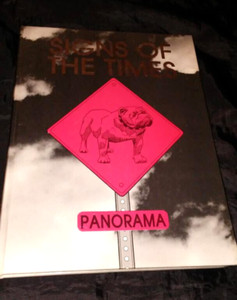 SIGNS OF
THE TIMES
PANORAMA